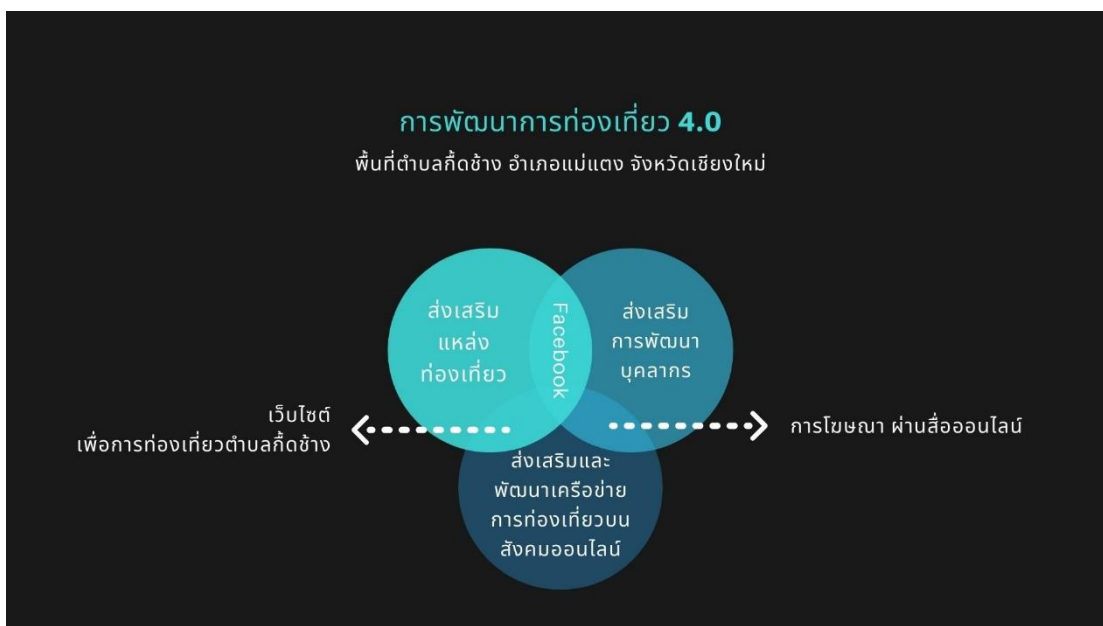 การพัฒนาการท่องเที่ยว 4.0
พื้นที่ตำบลกี้ดช้าง อำเภอแม่แตง จังหวัดเชียงใหม่
ส่งเสริม
แหล่ง
ท่องเที่ยว
Facebook
ส่งเสริม
การพัฒนา
บุคลากร
เว็บไซต์
เพื่อการท่องเที่ยวตำบลกี้ดช้าง
การโฆษณา ผ่านสื่อออนไลน์
ส่งเสริมและ
พัฒนาเครือข่าย
การท่องเที่ยวบน
สังคมออนไลน์